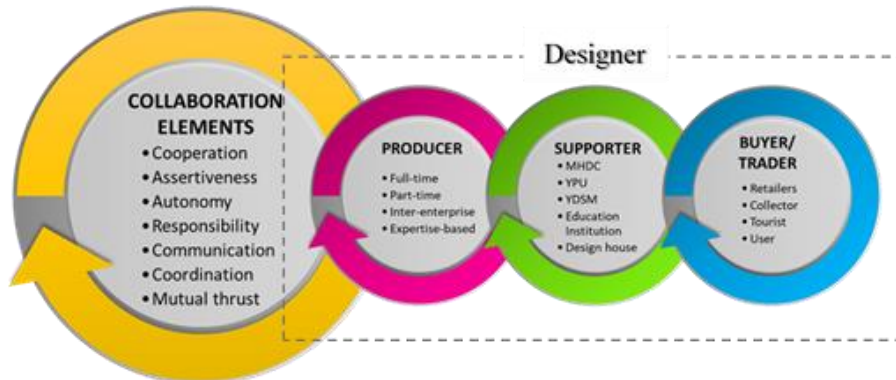 Designer
COLLABORATION
ELEMENTS
• Cooperation
• Assertiveness
• Autonomy
• Responsibility
• Communication
• Coordination
• Mutual thrust
PRODUCER
• Full-time
• Part-time
• Inter-enterprise
• Expertise-based
SUPPORTER
• MHDC
• YPU
• YDSM
• Education
Institution
• Design house
BUYER/
TRADER
• Retailers
• Collector
• Tourist
• User